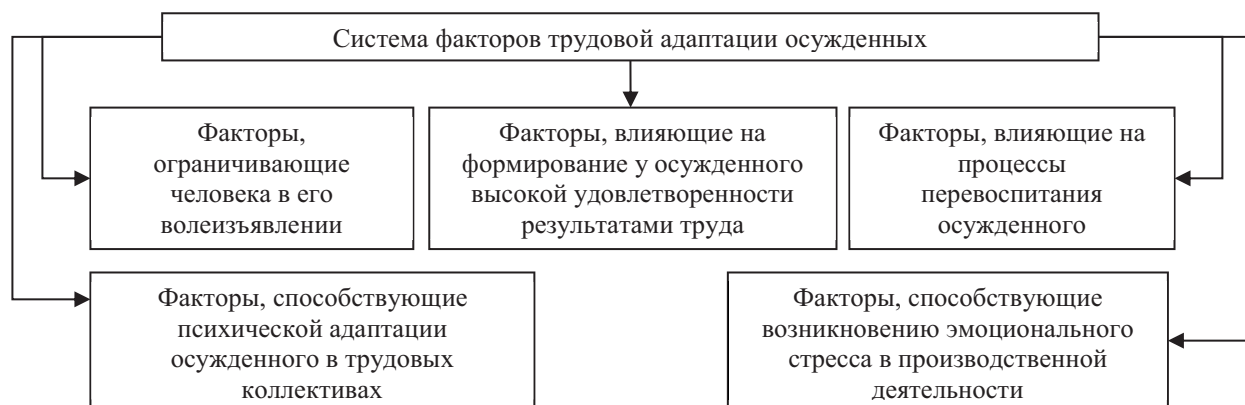 Система факторов трудовой адаптации осужденных
Факторы,
ограничивающие
человека в его
волеизъявлении
Факторы, влияющие на
формирование у осужденного
высокой удовлетворенности
результатами труда
Факторы, влияющие на
процессы
перевоспитания
осужденного
Факторы, способствующие
психической адаптации
осужденного в трудовых
коллективах
Факторы, способствующие
возникновению эмоционального
стресса в производственной
деятельности